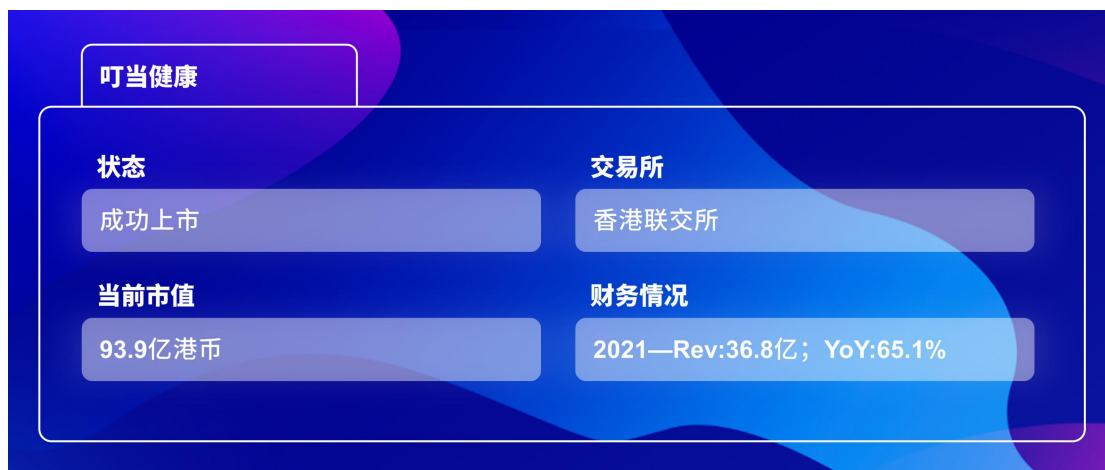 叮当健康
状态
交易所
成功上市
香港联交所
当前市值
财务情况
93.9亿港币
2021—Rev:36.8亿；YoY:65.1%